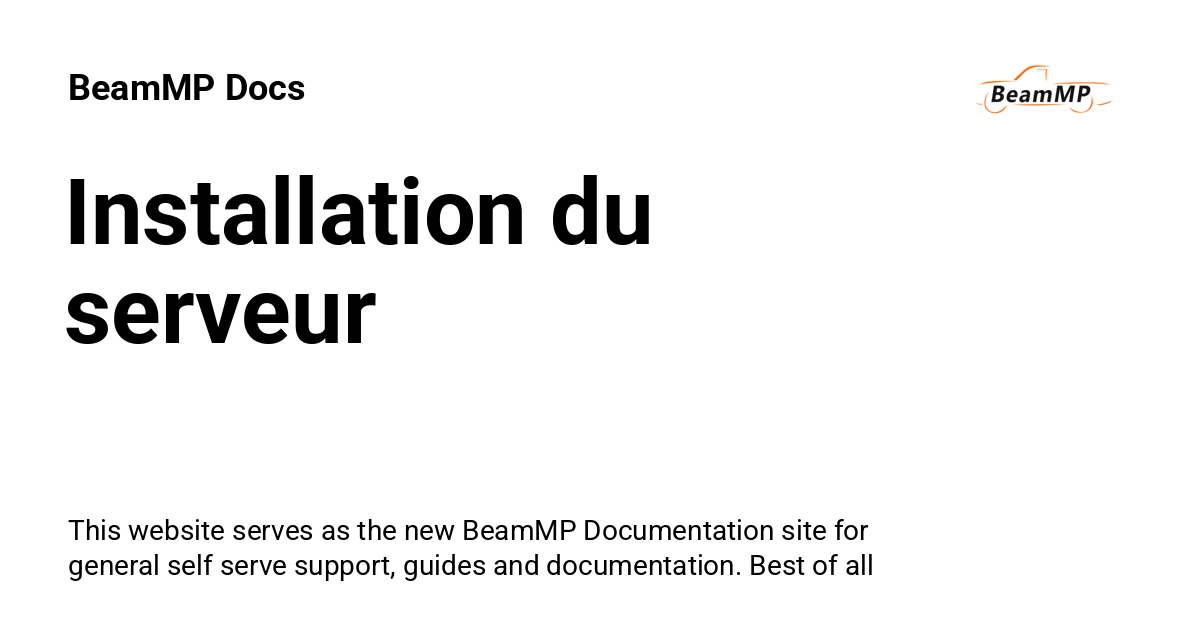 BeamMP Docs
BeamMP
Installation du
serveur
This website serves as the new BeamMP Documentation site for
general self serve support, guides and documentation. Best of all